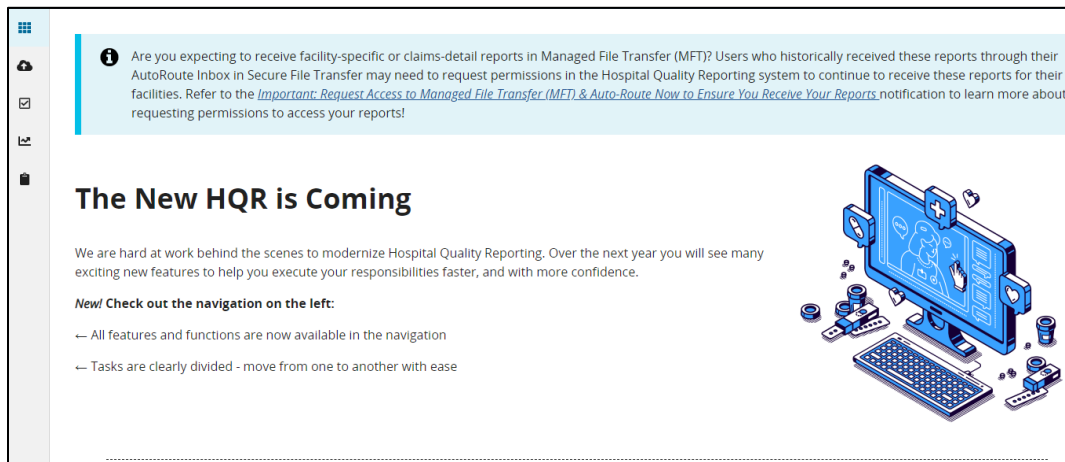 Are you expecting to receive facility-specific or claims-detail reports in Managed File Transfer (MFT)? Users who historically received these reports through their
AutoRoute Inbox in Secure File Transfer may need to request permissions in the Hospital Quality Reporting system to continue to receive these reports for their
facilities. Refer to the Important: Request Access to Managed File Transfer (MFT) & Auto-Route Now to Ensure You Receive Your Reports notification to learn more about
requesting permissions to access your reports!
The New HQR is Coming
We are hard at work behind the scenes to modernize Hospital Quality Reporting. Over the next year you will see many
exciting new features to help you execute your responsibilities faster, and with more confidence.
New! Check out the navigation on the left:
← All features and functions are now available in the navigation
← Tasks are clearly divided - move from one to another with ease